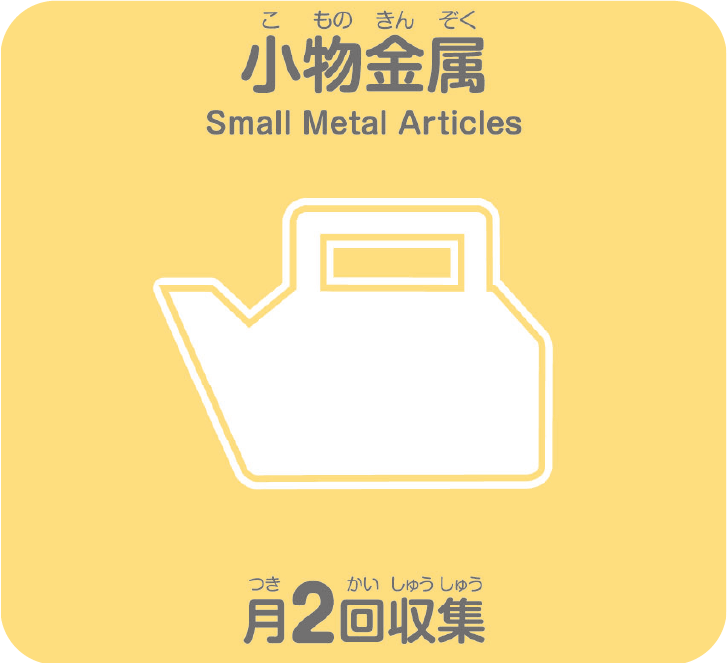 こ もの きん ぞく
小物金属
Small Metal Articles
つき かい しゅう しゅう
月2回収集